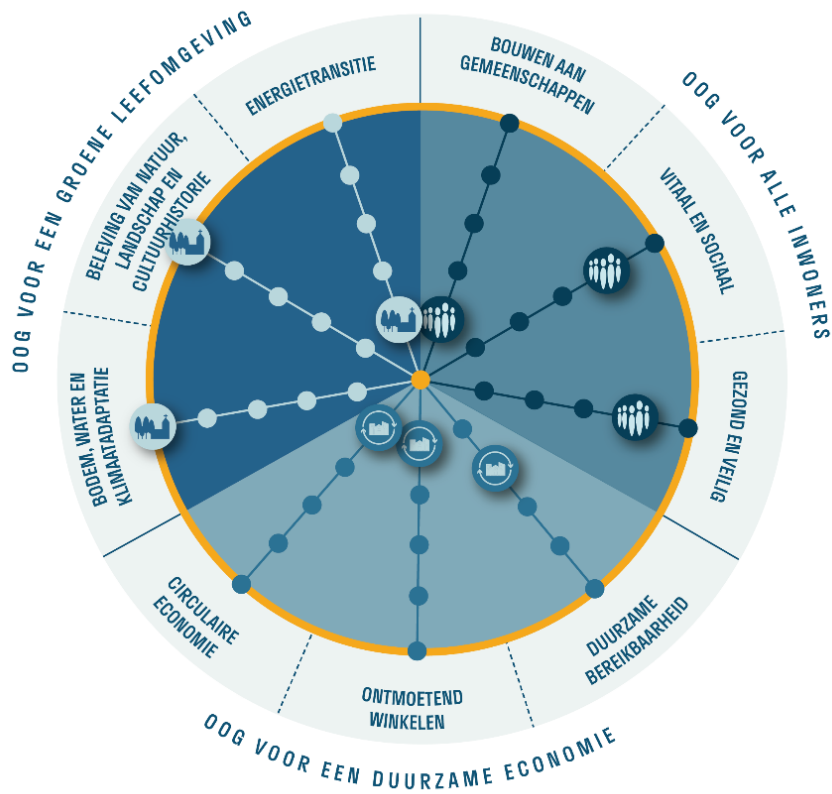 OOG VOOR EEN GROENE LEEFOMGEVING
ENERGIETRANSITIE
BELEVING VAN NATUUR,
LANDSCHAP EN
CULTUURHISTORIE
BODEM, WATER EN
KLIMAATADAPTATIE
OOG VOOR ALLE INWONERS
BOUWEN AAN
GEMEENSCHAPPEN
VITAAL EN SOCIAAL
GEZOND EN VEILIG
OOG VOOR EEN DUURZAME ECONOMIE
CIRCULAIRE
ECONOMIE
ONTMOETEND
WINKELEN
DUURZAME
BEREIKBAARHEID